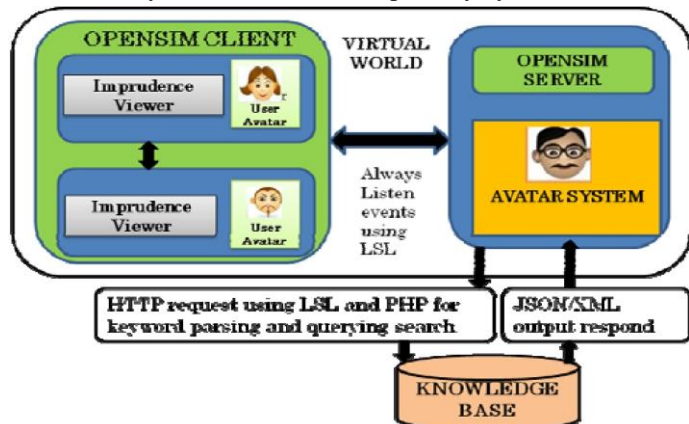 OPENSIM CLIENT
Imprudence
Viewer
User
Avatar
Imprudence
Viewer
User
Avatar
VIRTUAL
WORLD
Always
Listen
events
using
LSL
OPENSIM
SERVER
AVATAR SYSTEM
HTTP request using LSL and PHP for
keyword parsing and querying search
JSON/XML
output respond
KNOWLEDGE
BASE